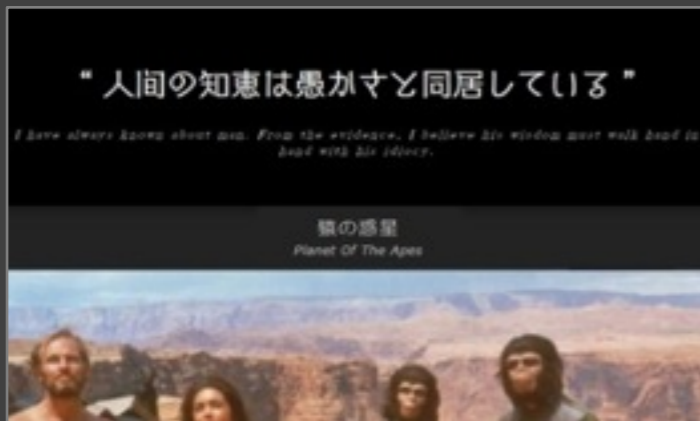 “ 人間の知恵は愚かさと同居している ”
I have always known about man. From the evidence, I believe his wisdom must walk hand in
hand with his idiocy.
猿の惑星
Planet Of The Apes